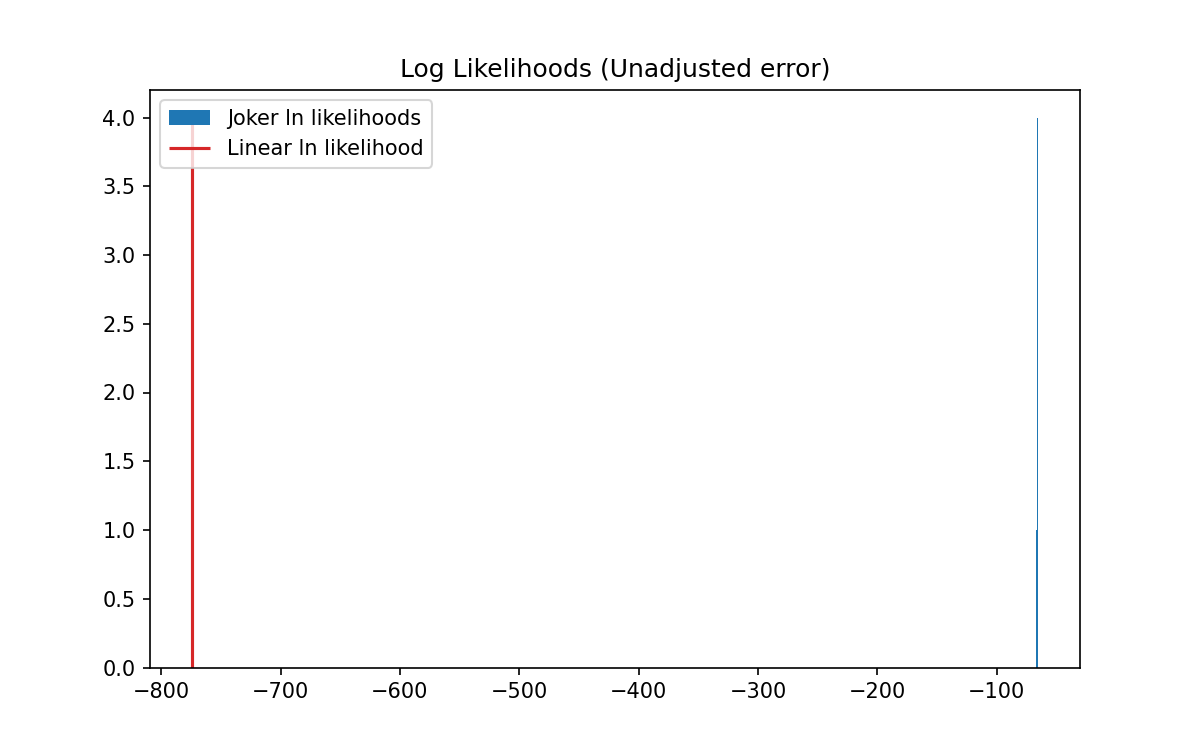 Log Likelihoods (Unadjusted error)
Joker ln likelihoods
Linear ln likelihood
4.0
3.5
3.0
2.5
2.0
1.5
1.0
0.5
0.0
−800 −700 −600 −500 −400 −300 −200 −100